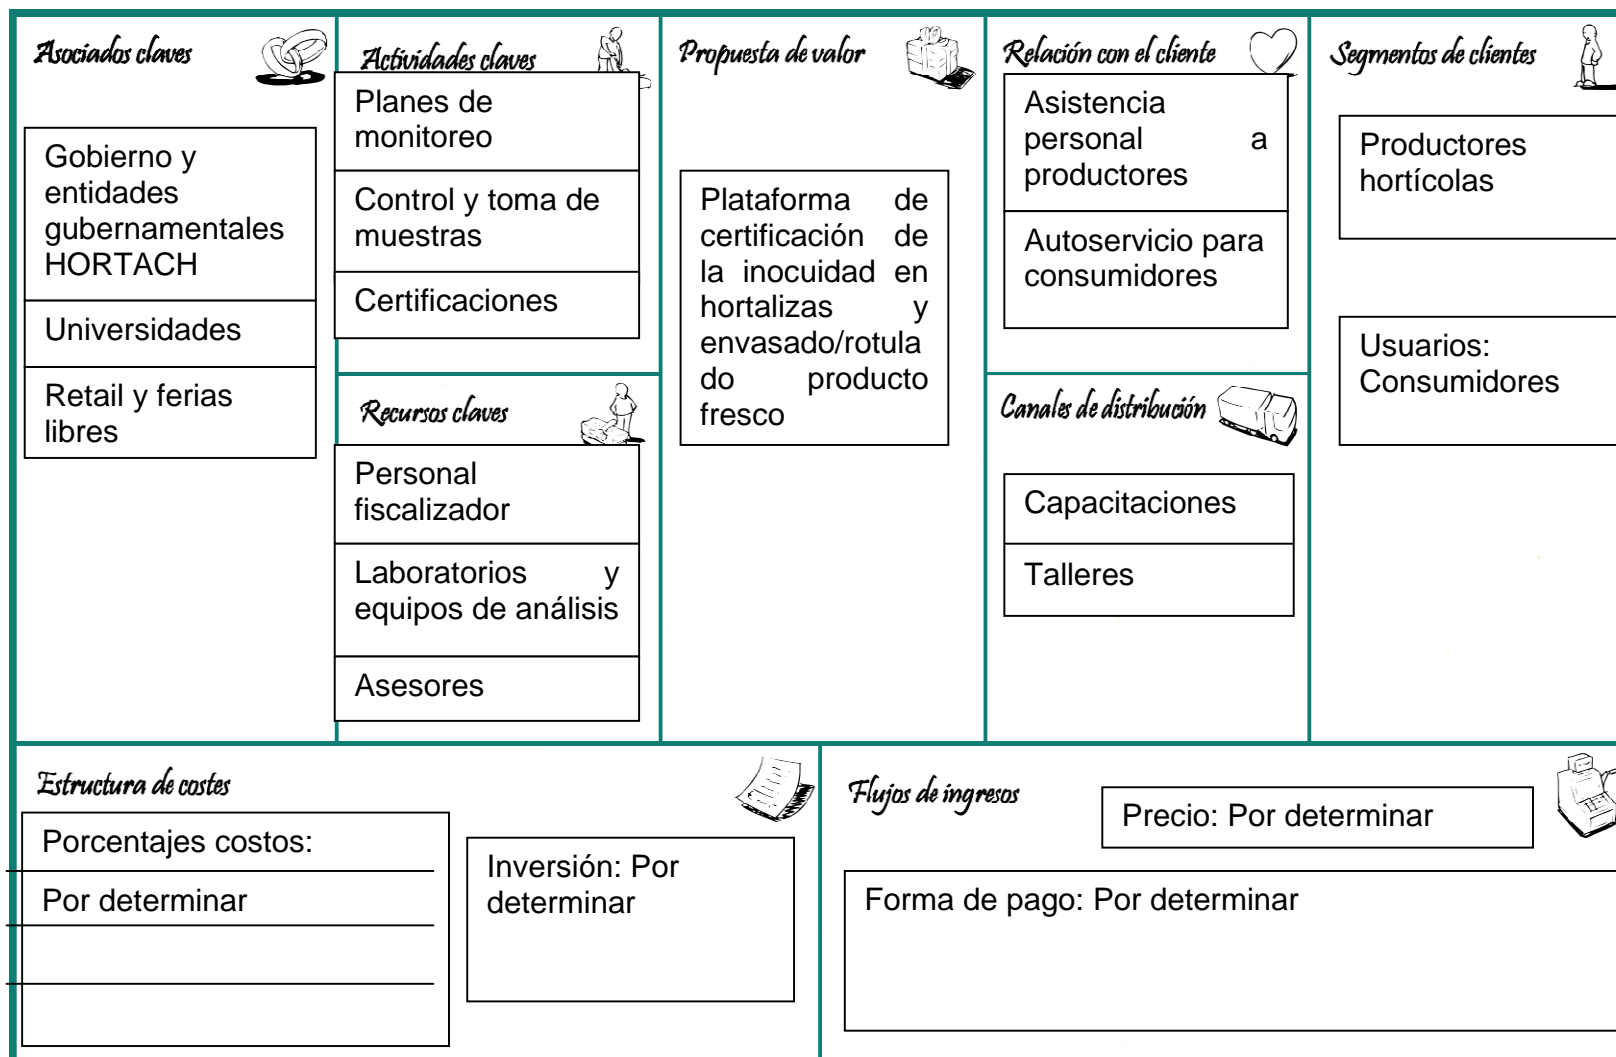 Asociados claves
Gobierno y
entidades
gubernamentales
HORTACH
Universidades
Retail y ferias
libres
Actividades claves
Planes de
monitoreo
Control y toma de
muestras
Certificaciones
Recursos claves
Personal
fiscalizador
Laboratorios y
equipos de análisis
Asesores
Propuesta de valor
Plataforma de
certificación de
la inocuidad en
hortalizas y
envasado/rotula
do producto
fresco
Relación con el cliente
Asistencia
personal a
productores
Autoservicio para
consumidores
Canales de distribución
Capacitaciones
Talleres
Segmentos de clientes
Productores
hortícolas
Usuarios:
Consumidores
Estructura de costes
Porcentajes costos:
Por determinar
Inversión: Por
determinar
Flujos de ingresos
Precio: Por determinar
Forma de pago: Por determinar